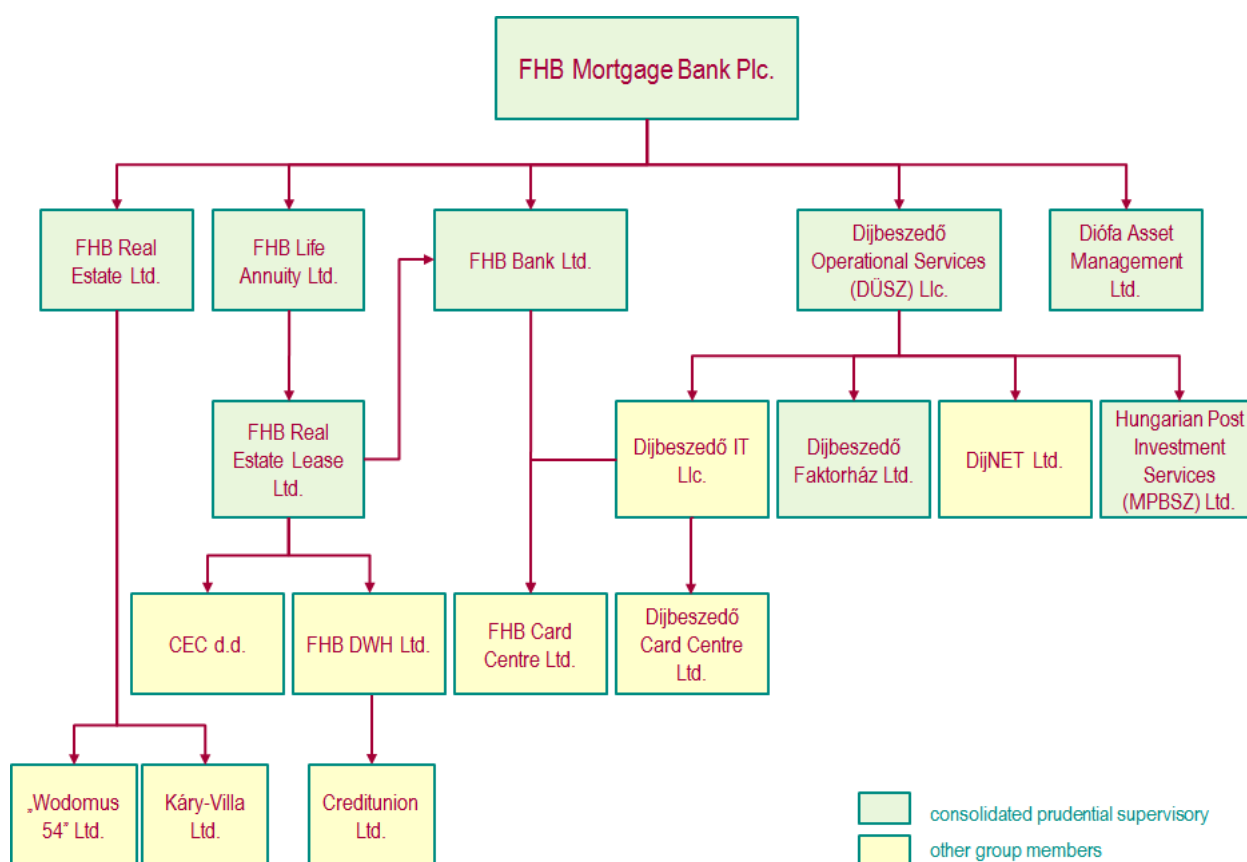 FHB Mortgage Bank Plc.
FHB Real
Estate Ltd.
FHB Life
Annuity Ltd.
FHB Bank Ltd.
Díjbeszedő
Operational Services
(DÜSZ) Llc.
Diófa Asset
Management
Ltd.
FHB Real
Estate Lease
Ltd.
Díjbeszedő IT
Llc.
Díjbeszedő
Faktorház Ltd.
DíjNET Ltd.
Hungarian Post
Investment
Services
(MPBSZ) Ltd.
CEC d.d.
FHB DWH Ltd.
FHB Card
Centre Ltd.
Díjbeszedő
Card Centre
Ltd.
„Wodomus
54” Ltd.
Káry-Villa
Ltd.
Creditunion
Ltd.
consolidated prudential supervisory
other group members